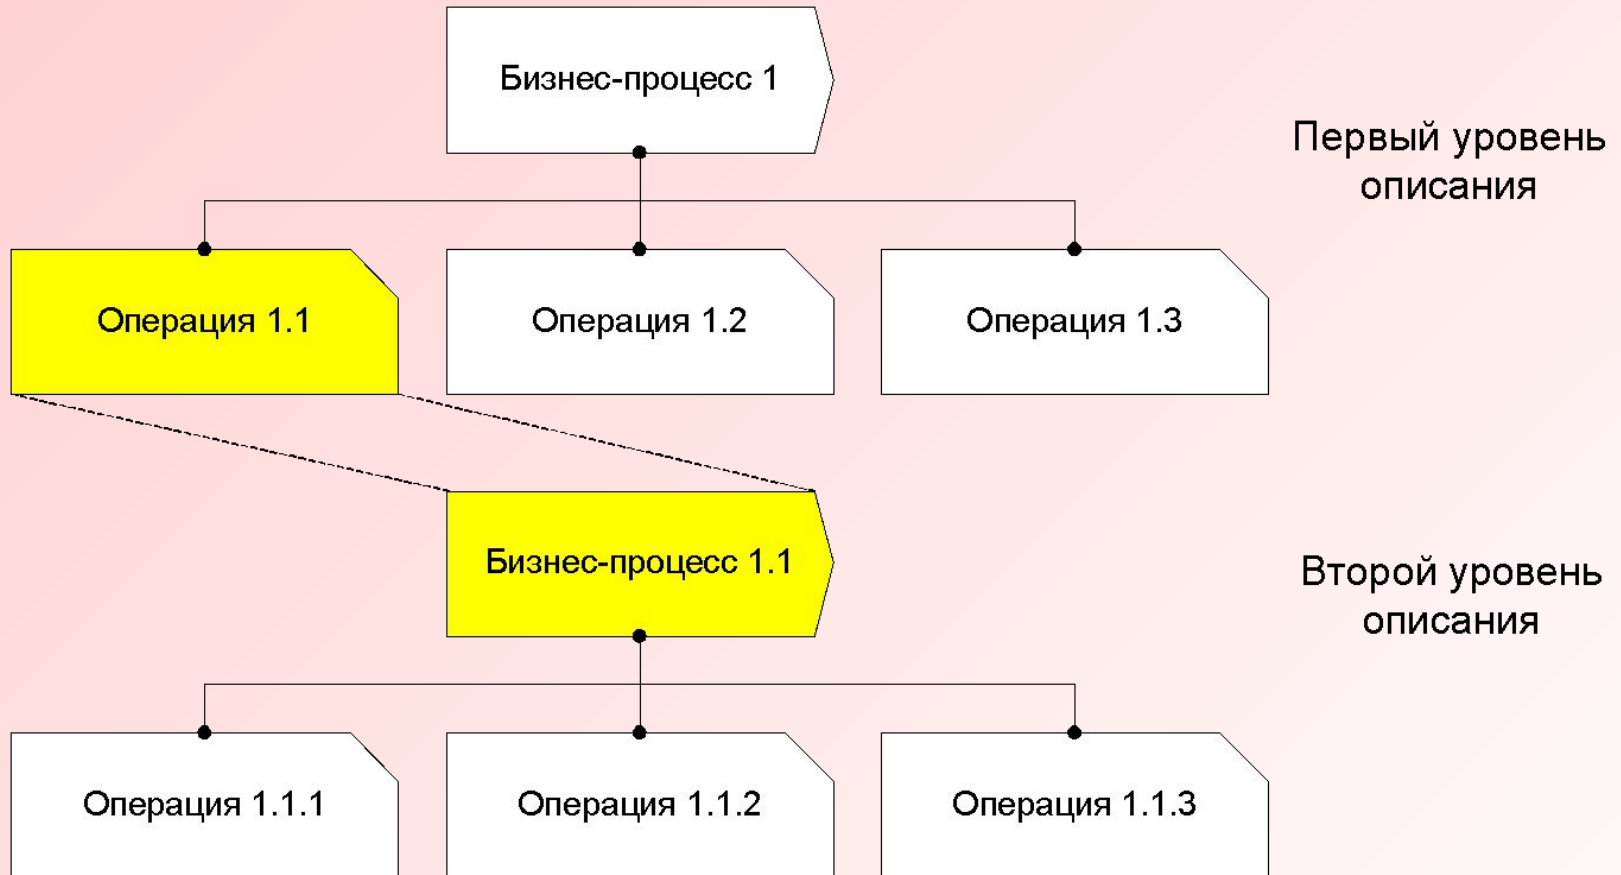 Бизнес-процесс 1
Первый уровень
описания
Операция 1.1
Операция 1.2
Операция 1.3
Бизнес-процесс 1.1
Второй уровень
описания
Операция 1.1.1
Операция 1.1.2
Операция 1.1.3